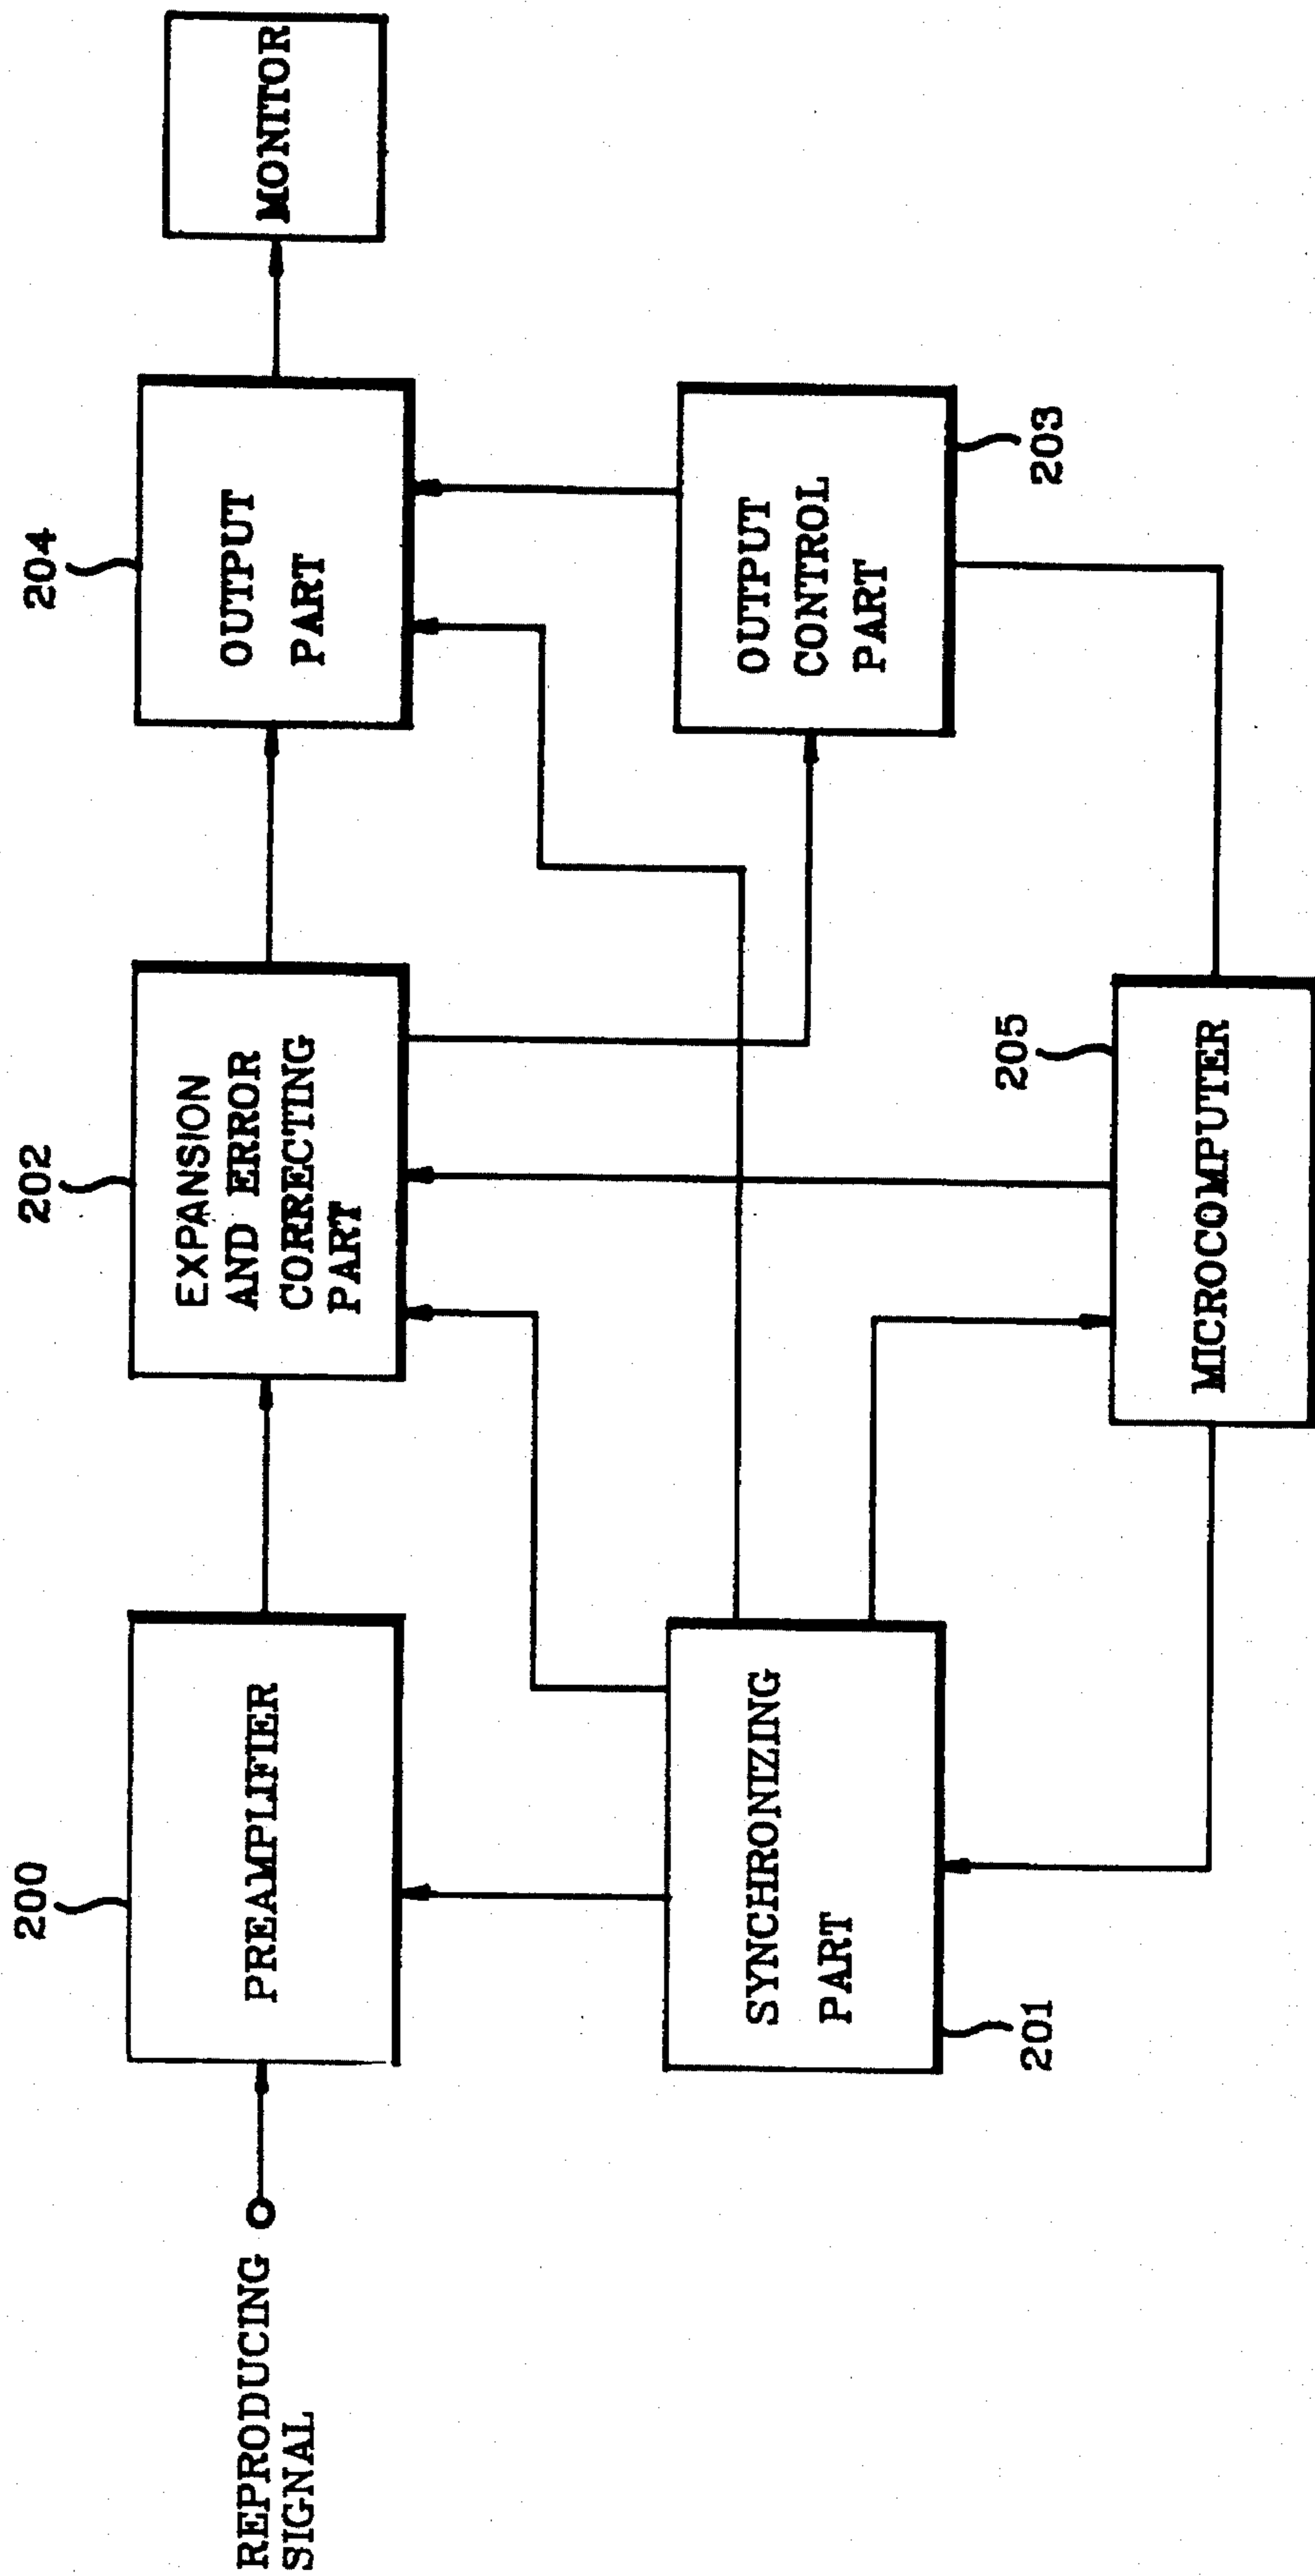 REPRODUCING
SIGNAL
200
PREAMPLIFIER
202
EXPANSION
AND ERROR
CORRECTING
PART
204
OUTPUT
PART
MONITOR
SYNCHRONIZING
PART
201
OUTPUT
CONTROL
PART
203
205
MICROCOMPUTER